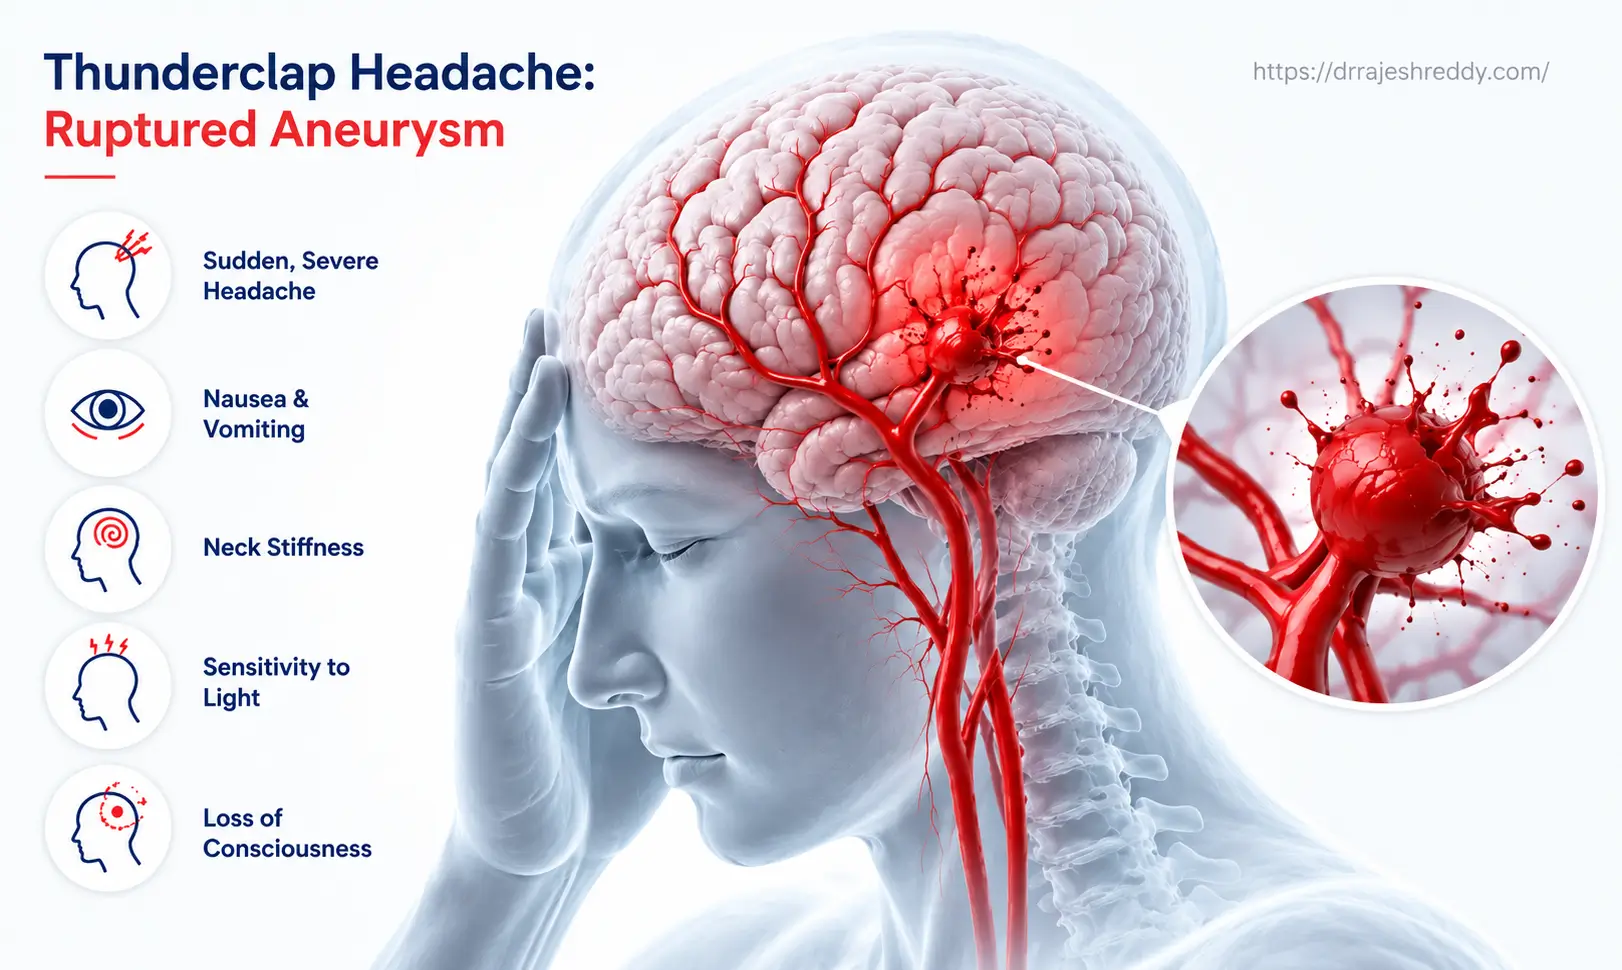 Thunderclap Headache:
Ruptured Aneurysm
https://drrajeshreddy.com/
Sudden, Severe
Headache
Nausea &
Vomiting
Neck Stiffness
Sensitivity to
Light
Loss of
Consciousness